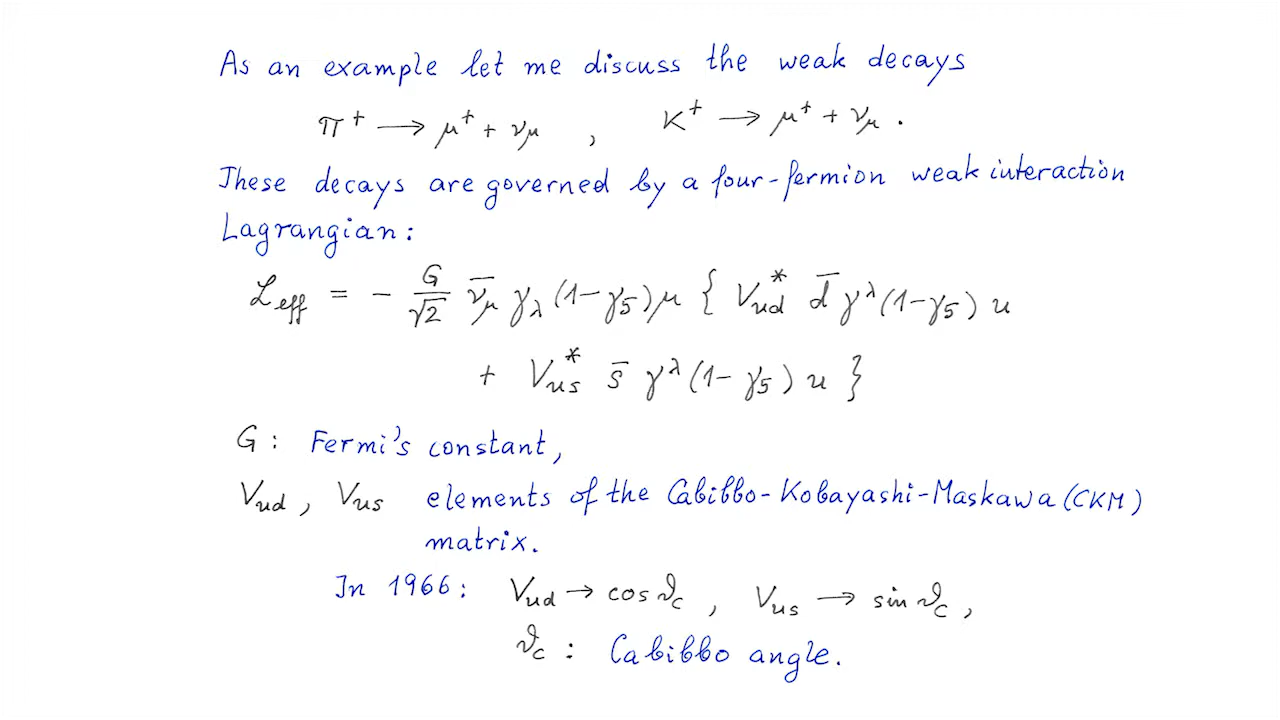 As an example let me discuss the weak decays
π⁺ → μ⁺ + ν_μ , K⁺ → μ⁺ + ν_μ .
These decays are governed by a four-fermion weak interaction
Lagrangian:
ℒ_eff = - G/√2 ν̄_μ γ_λ (1-γ₅) μ { V_ud^* d̄ γ^λ (1-γ₅) u
+ V_us^* s̄ γ^λ (1-γ₅) u }
G: Fermi's constant,
V_ud , V_us elements of the Cabibbo-Kobayashi-Maskawa (CKM)
matrix.
In 1966: V_ud → cos ϑ_c , V_us → sin ϑ_c ,
ϑ_c : Cabibbo angle.